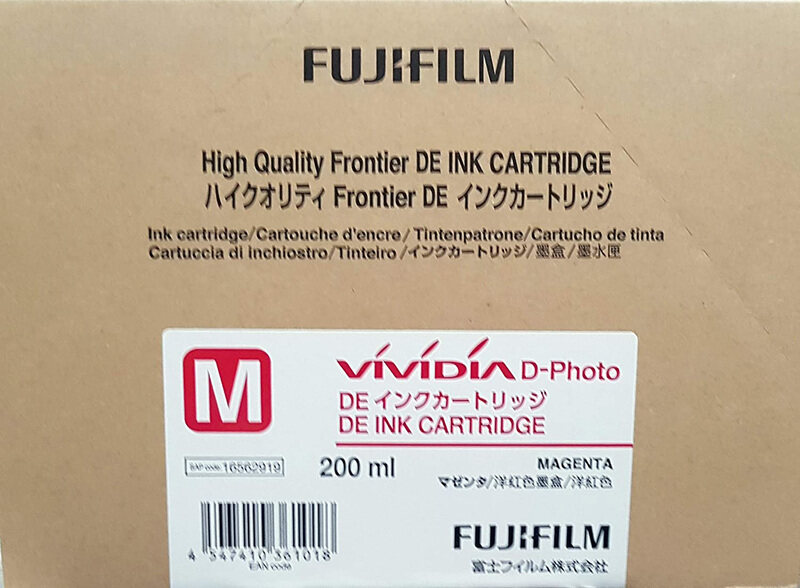 FUJIFILM
High Quality Frontier DE INK CARTRIDGE
ハイクオリティ Frontier DE インクカートリッジ
Ink cartridge/Cartouche d'encre/Tintenpatrone/Cartucho de tinta
Cartuccia di inchiostro/Tinteiro/インクカートリッジ/墨盒/墨水匣
M
ViViDiA D-Photo
DE インクカートリッジ
DE INK CARTRIDGE
EXP code: 16562919
200 ml
MAGENTA
マゼンタ/洋紅色墨盒/洋紅色
4 547410 361018
EAN code
FUJIFILM
富士フイルム株式会社